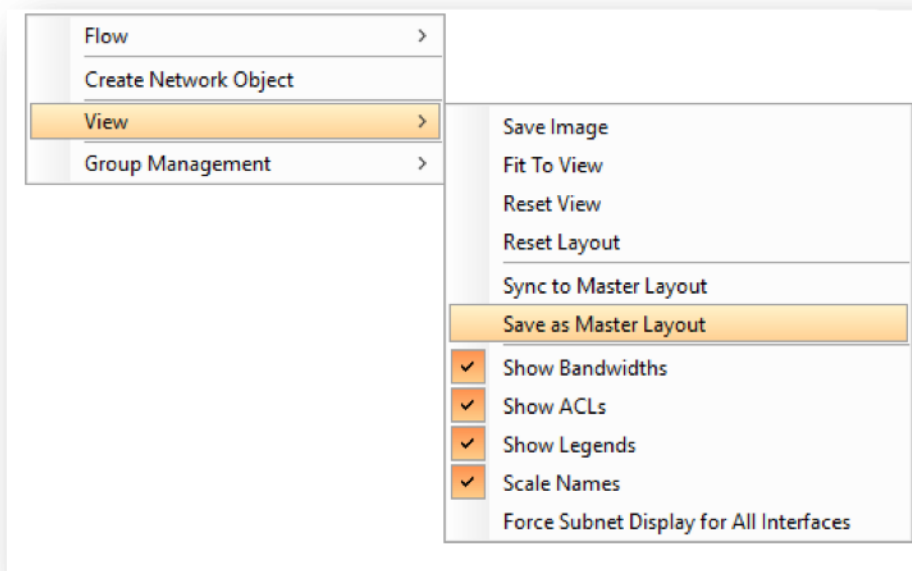 Flow
Create Network Object
View
Group Management
Save Image
Fit To View
Reset View
Reset Layout
Sync to Master Layout
Save as Master Layout
Show Bandwidths
Show ACLs
Show Legends
Scale Names
Force Subnet Display for All Interfaces